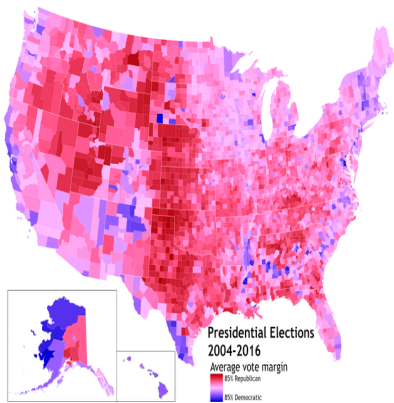 Presidential Elections
2004-2016
Average vote margin
85% Republican
85% Democratic